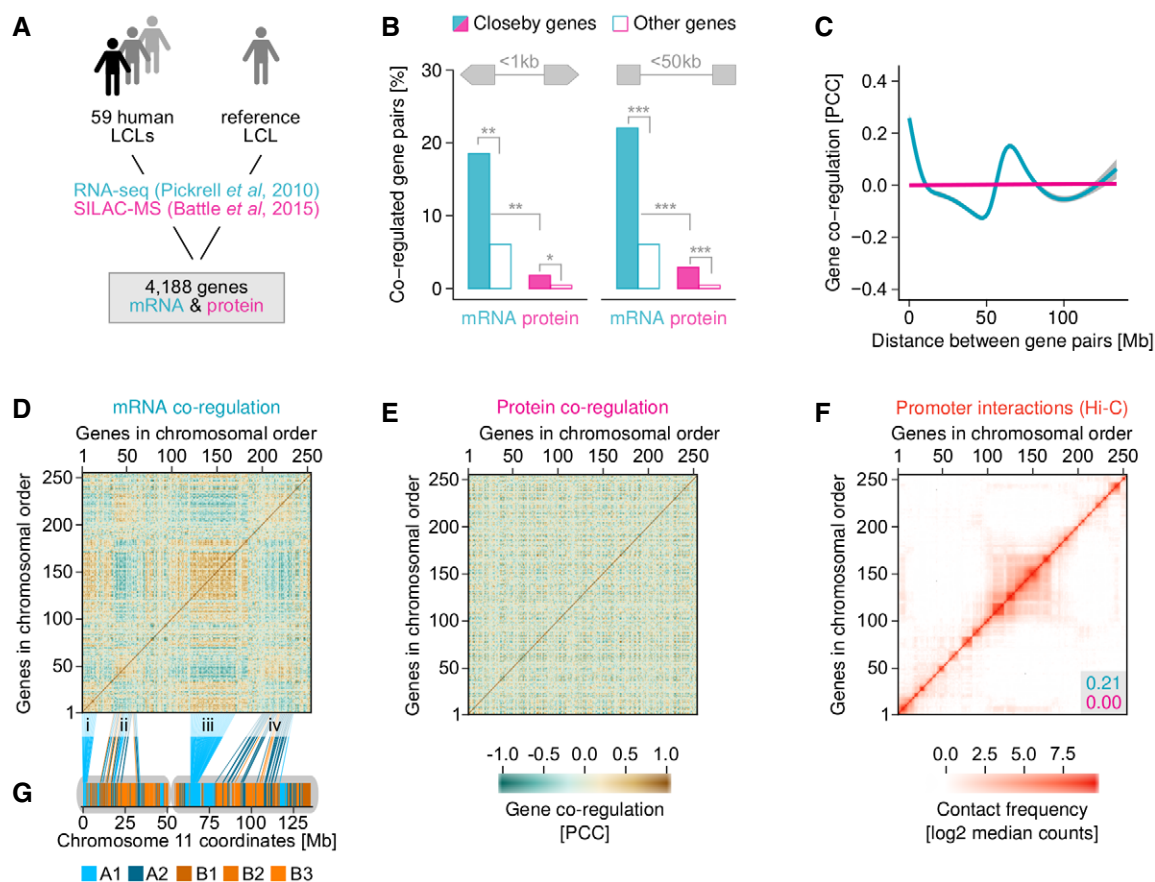 A
59 human
LCLs
reference
LCL
RNA-seq (Pickrell et al, 2010)
SILAC-MS (Battle et al, 2015)
4,188 genes
mRNA & protein
B
Closeby genes
Other genes
Co-regulated gene pairs [%]
30
20
10
0
<1kb
<50kb
**
**
*
***
***
***
mRNA protein
mRNA protein
C
Gene co-regulation [PCC]
0.4
0.2
0.0
−0.2
−0.4
0 50 100
Distance between gene pairs [Mb]
D
mRNA co-regulation
Genes in chromosomal order
1 50 100 150 200 250
Genes in chromosomal order
250
200
150
100
50
1
i ii iii iv
E
Protein co-regulation
Genes in chromosomal order
1 50 100 150 200 250
Genes in chromosomal order
250
200
150
100
50
1
-1.0 -0.5 0.0 0.5 1.0
Gene co-regulation
[PCC]
F
Promoter interactions (Hi-C)
Genes in chromosomal order
1 50 100 150 200 250
Genes in chromosomal order
250
200
150
100
50
1
0.21
0.00
0.0 2.5 5.0 7.5
Contact frequency
[log2 median counts]
G
0 25 50 75 100 125
Chromosome 11 coordinates [Mb]
A1 A2 B1 B2 B3